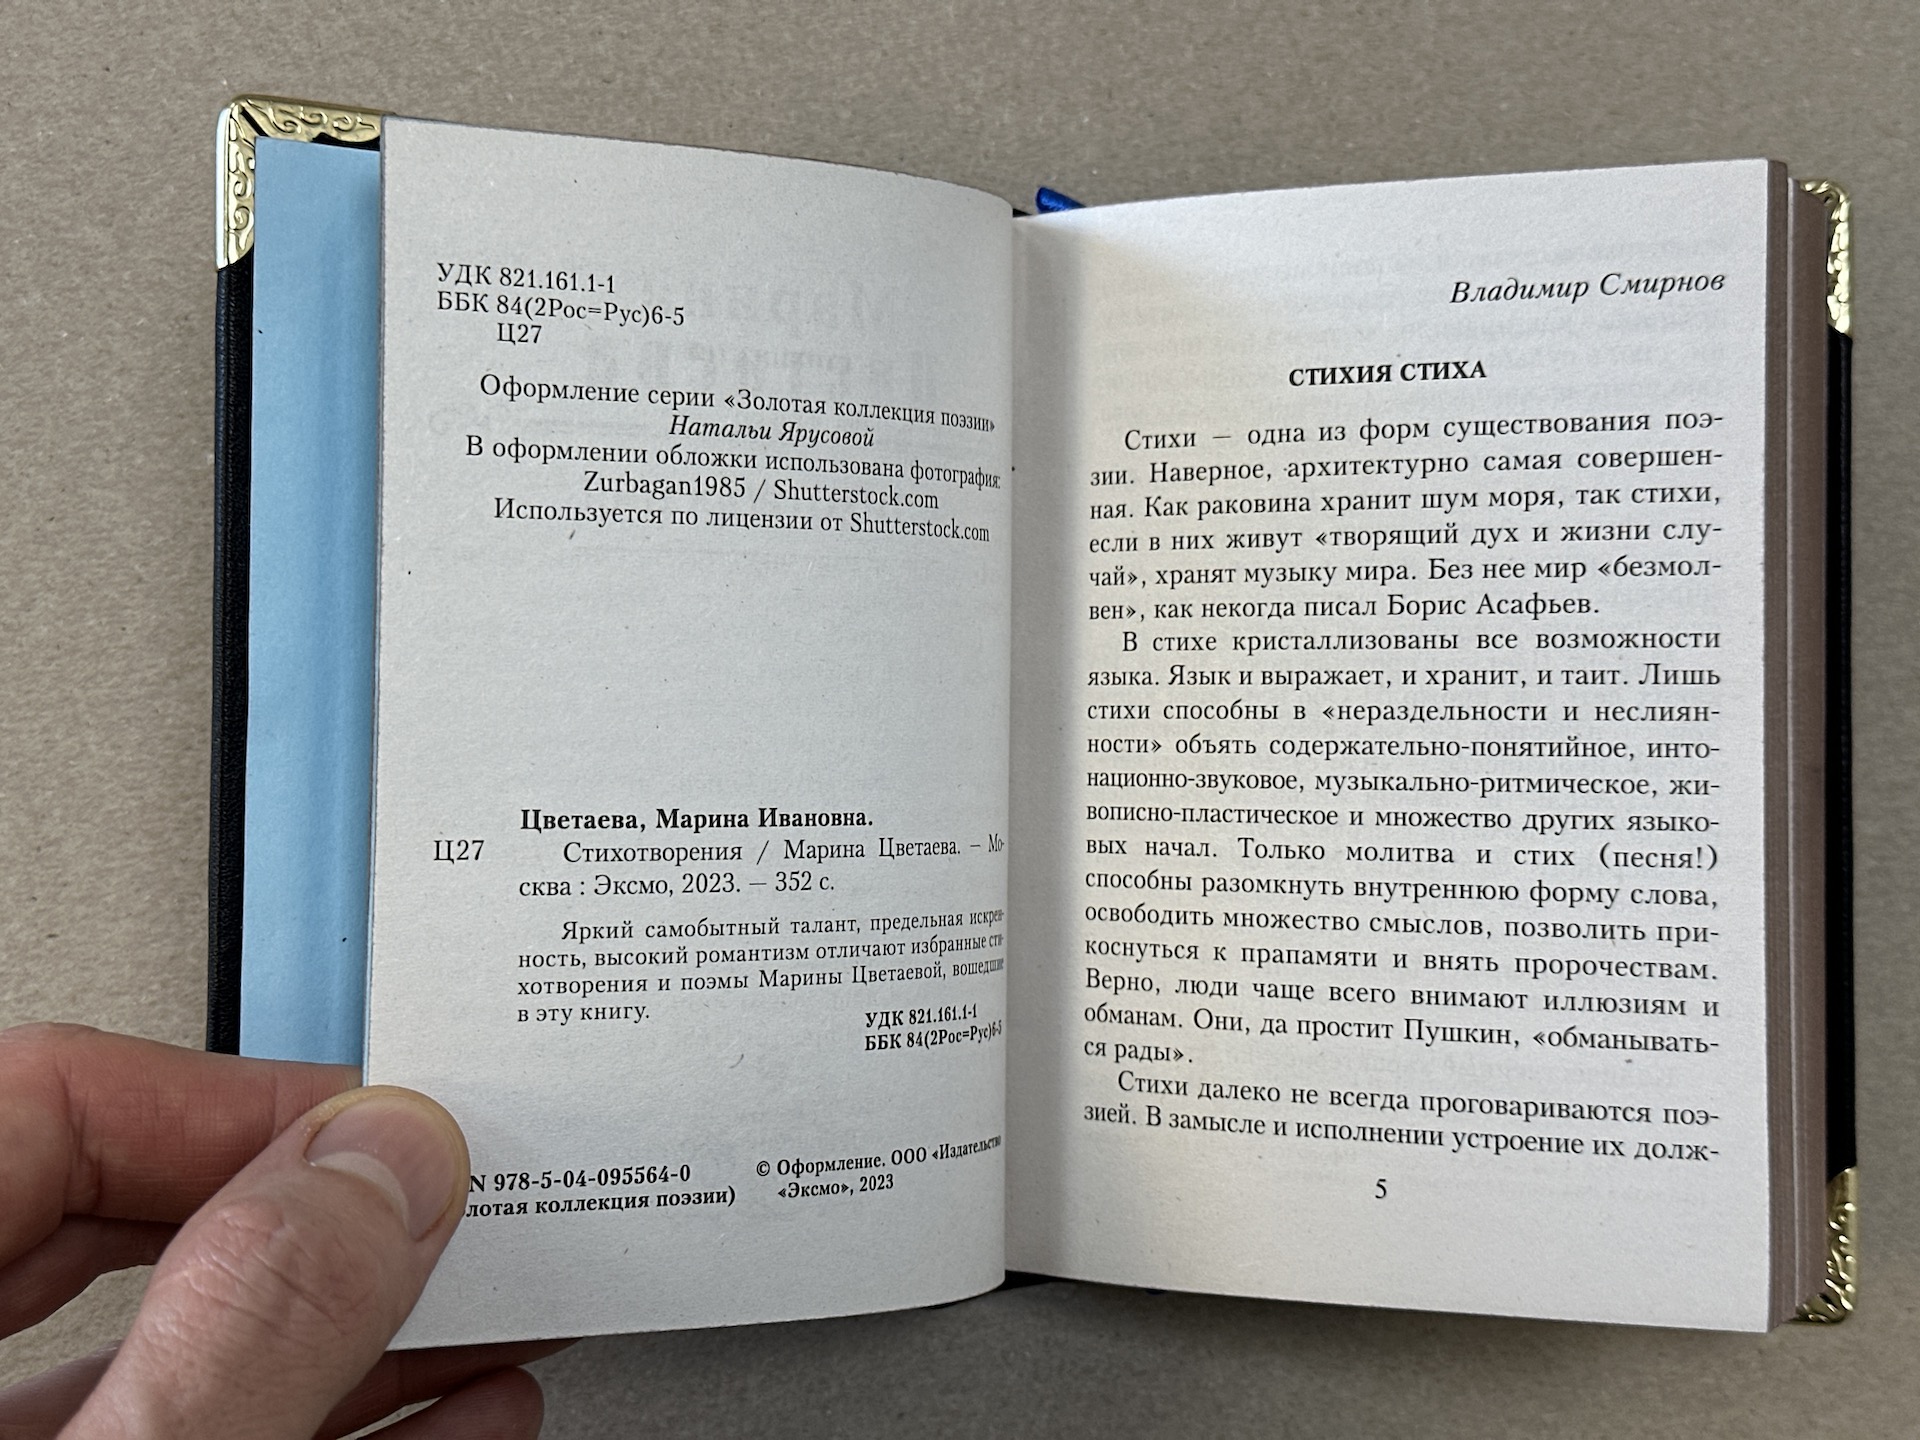 УДК 821.161.1-1
ББК 84(2Рос=Рус)6-5
Ц27
Оформление серии «Золотая коллекция поэзии»
Натальи Ярусовой
В оформлении обложки использована фотография:
Zurbagan1985 / Shutterstock.com
Используется по лицензии от Shutterstock.com
Цветаева, Марина Ивановна.
Ц27 Стихотворения / Марина Цветаева. – Мо-
сква : Эксмо, 2023. — 352 с.
Яркий самобытный талант, предельная искрен-
ность, высокий романтизм отличают избранные сти-
хотворения и поэмы Марины Цветаевой, вошедшие
в эту книгу.
УДК 821.161.1-1
ББК 84(2Рос=Рус)6-5
N 978-5-04-095564-0
лотая коллекция поэзии)
© Оформление. ООО «Издательство
«Эксмо», 2023
Владимир Смирнов
СТИХИЯ СТИХА
Стихи — одна из форм существования поэ-
зии. Наверное, архитектурно самая совершен-
ная. Как раковина хранит шум моря, так стихи,
если в них живут «творящий дух и жизни слу-
чай», хранят музыку мира. Без нее мир «безмол-
вен», как некогда писал Борис Асафьев.
В стихе кристаллизованы все возможности
языка. Язык и выражает, и хранит, и таит. Лишь
стихи способны в «нераздельности и неслиян-
ности» объять содержательно-понятийное, инто-
национно-звуковое, музыкально-ритмическое, жи-
вописно-пластическое и множество других языко-
вых начал. Только молитва и стих (песня!)
способны разомкнуть внутреннюю форму слова,
освободить множество смыслов, позволить при-
коснуться к прапамяти и внять пророчествам.
Верно, люди чаще всего внимают иллюзиям и
обманам. Они, да простит Пушкин, «обманывать-
ся рады».
Стихи далеко не всегда проговариваются поэ-
зией. В замысле и исполнении устроение их долж-
5